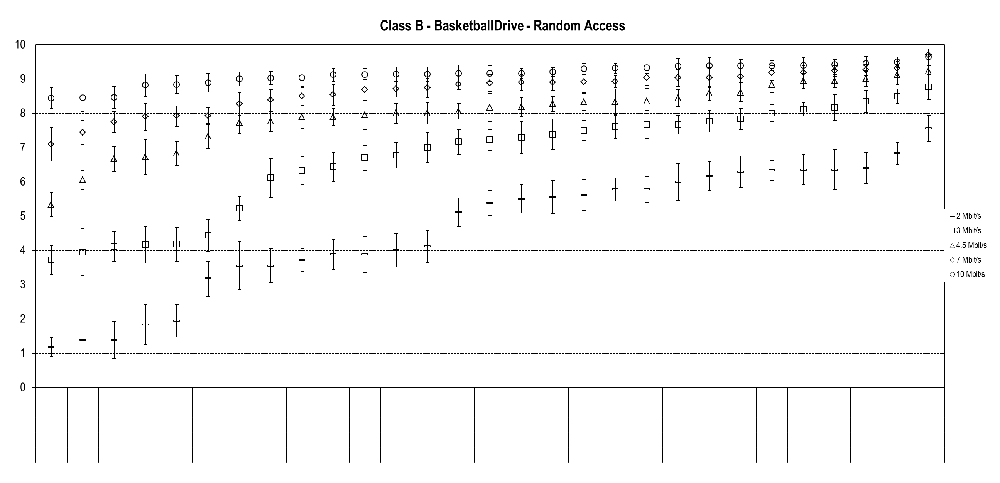 Class B - BasketballDrive - Random Access
10
9
8
7
6
5
4
3
2
1
0
2 Mbit/s
3 Mbit/s
4.5 Mbit/s
7 Mbit/s
10 Mbit/s